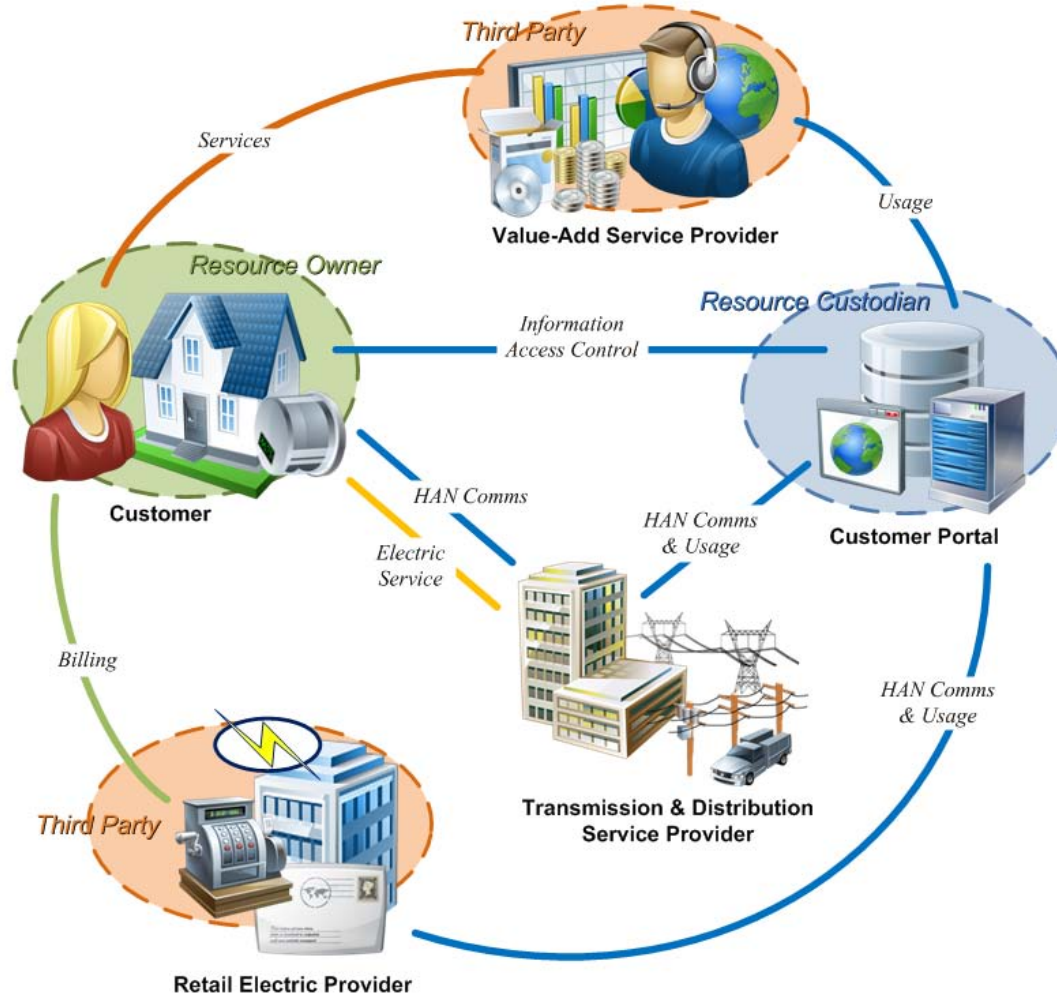 Third Party
Services
Usage
Value-Add Service Provider
Resource Owner
Resource Custodian
Information
Access Control
HAN Comms
Customer
HAN Comms
& Usage
Customer Portal
Electric
Service
Billing
HAN Comms
& Usage
Transmission & Distribution
Service Provider
Third Party
Retail Electric Provider